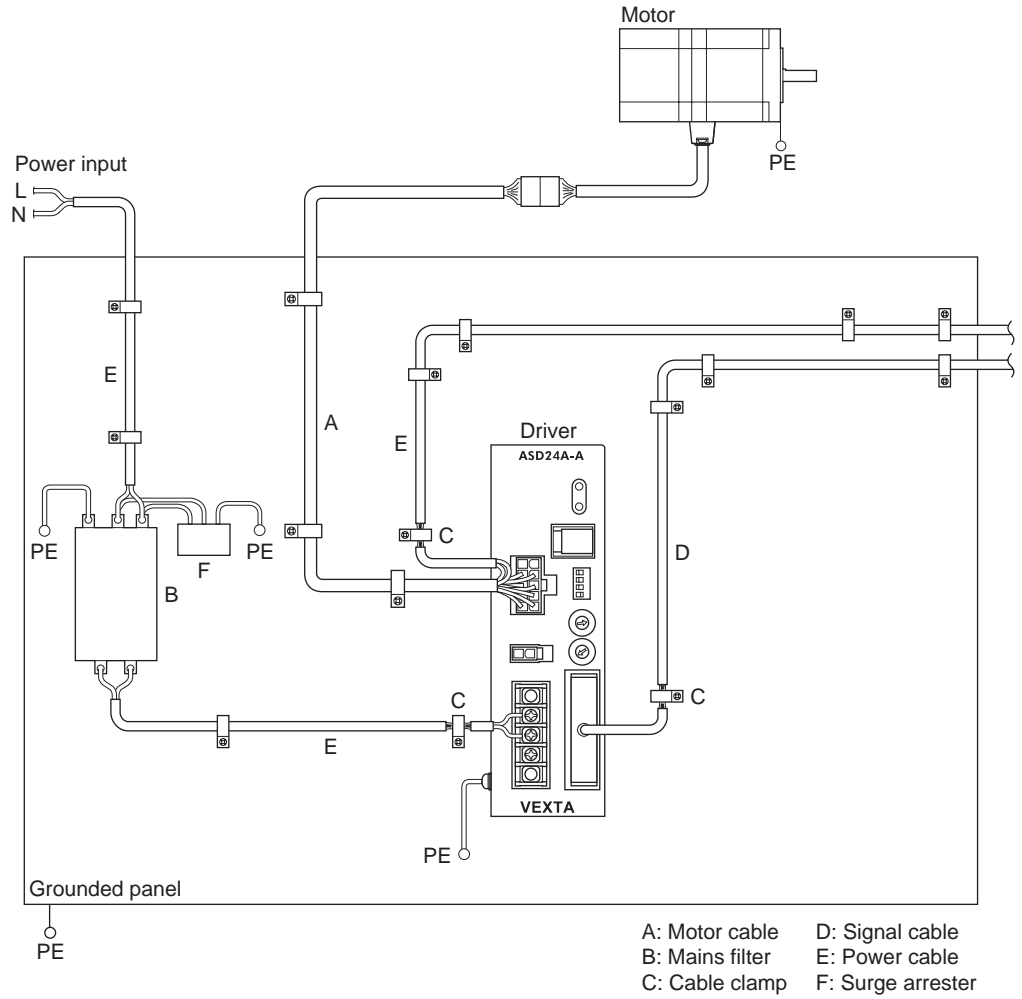 Motor
PE
Power input
L
N
E
A
E
Driver
ASD24A-A
D
C
PE
F
PE
B
C
C
E
VEXTA
PE
Grounded panel
PE
A: Motor cable
D: Signal cable
B: Mains filter
E: Power cable
C: Cable clamp
F: Surge arrester